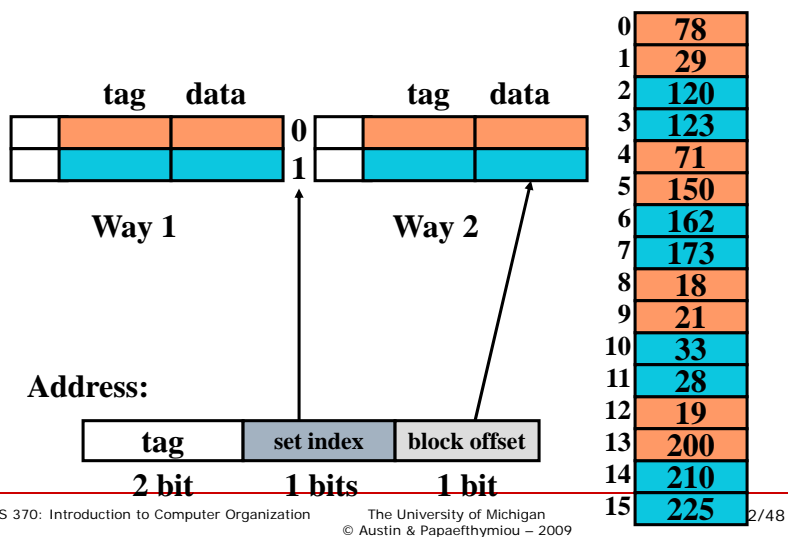 tag data
0
1
Way 1
tag data
Way 2
Address:
tag set index block offset
2 bit 1 bits 1 bit
0 78
1 29
2 120
3 123
4 71
5 150
6 162
7 173
8 18
9 21
10 33
11 28
12 19
13 200
14 210
15 225
S 370: Introduction to Computer Organization
The University of Michigan
© Austin & Papaefthymiou – 2009
2/48